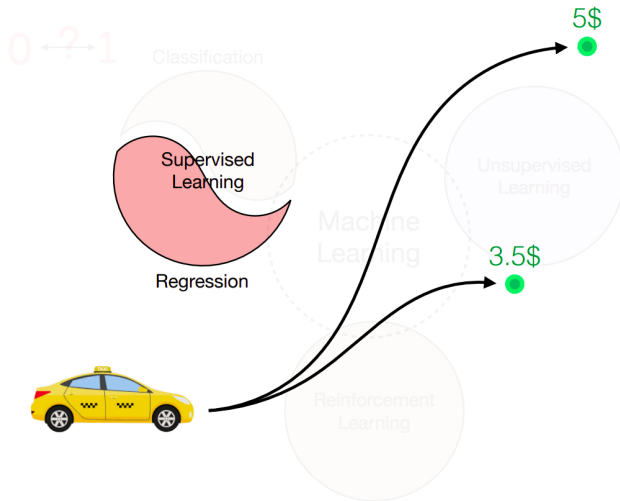 5$
0 ? 1
Classification
Supervised
Learning
Unsupervised
Learning
Machine
Learning
3.5$
Regression
Reinforcement
Learning